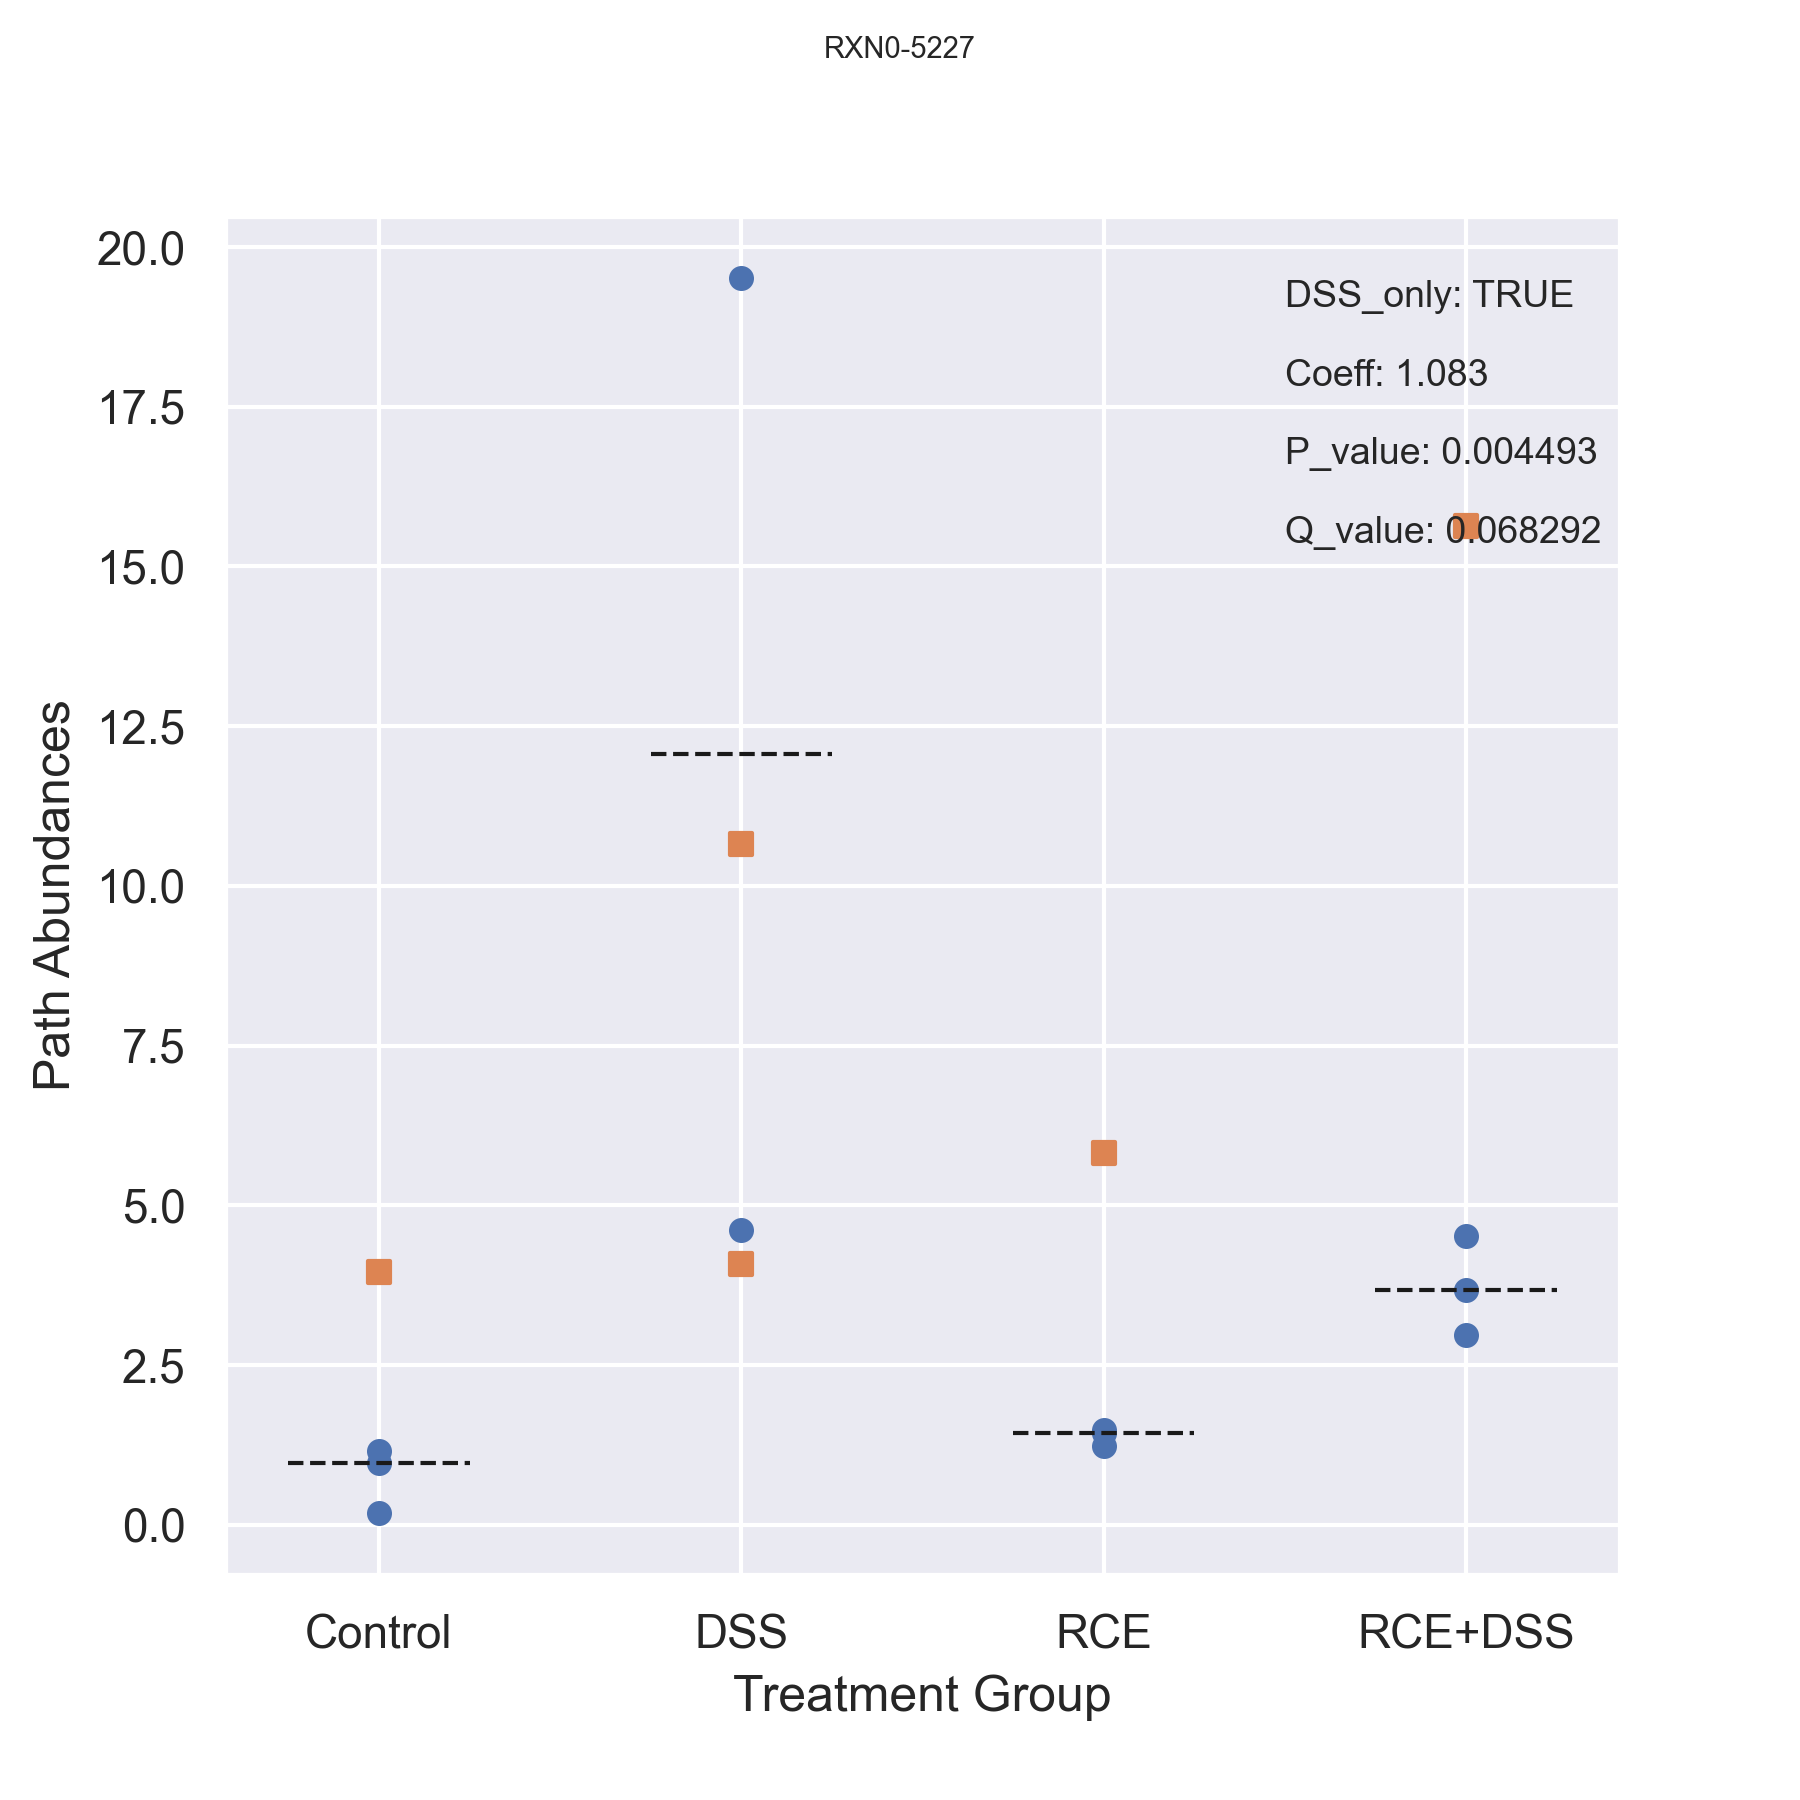 RXN0-5227
20.0
17.5
15.0
12.5
10.0
7.5
5.0
2.5
0.0
Path Abundances
DSS_only: TRUE
Coeff: 1.083
P_value: 0.004493
Q_value: 0.068292
Control
DSS
RCE
RCE+DSS
Treatment Group